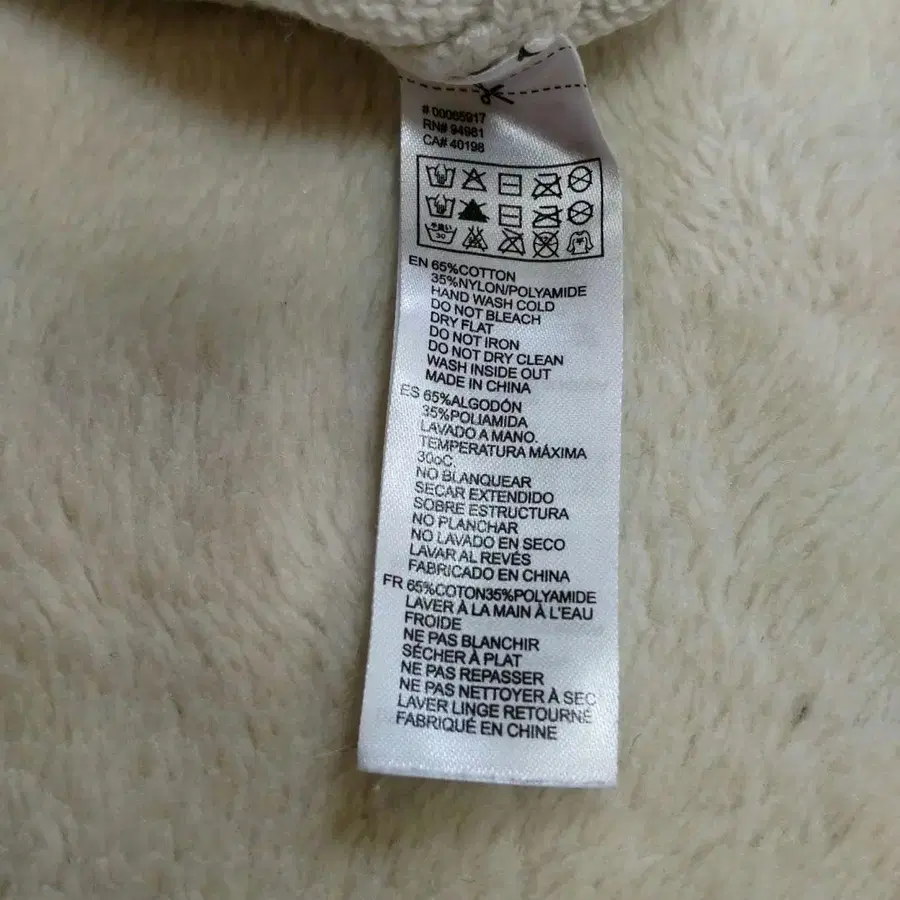 # 00065917
RN# 94981
CA# 40198
EN 65%COTTON
35%NYLON/POLYAMIDE
HAND WASH COLD
DO NOT BLEACH
DRY FLAT
DO NOT IRON
DO NOT DRY CLEAN
WASH INSIDE OUT
MADE IN CHINA
ES 65%ALGODÓN
35%POLIAMIDA
LAVADO A MANO.
TEMPERATURA MÁXIMA
30oC.
NO BLANQUEAR
SECAR EXTENDIDO
SOBRE ESTRUCTURA
NO PLANCHAR
NO LAVADO EN SECO
LAVAR AL REVÉS
FABRICADO EN CHINA
FR 65%COTON35%POLYAMIDE
LAVER À LA MAIN À L'EAU
FROIDE
NE PAS BLANCHIR
SÉCHER À PLAT
NE PAS REPASSER
NE PAS NETTOYER À SEC
LAVER LINGE RETOURNÉ
FABRIQUÉ EN CHINE